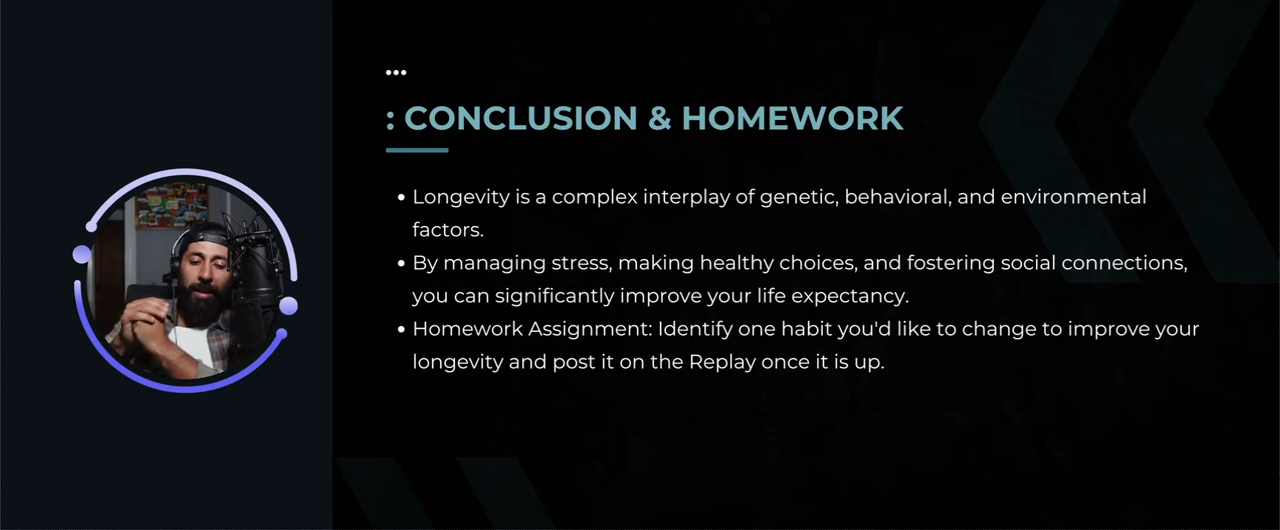 : CONCLUSION & HOMEWORK
• Longevity is a complex interplay of genetic, behavioral, and environmental
factors.
• By managing stress, making healthy choices, and fostering social connections,
you can significantly improve your life expectancy.
• Homework Assignment: Identify one habit you'd like to change to improve your
longevity and post it on the Replay once it is up.